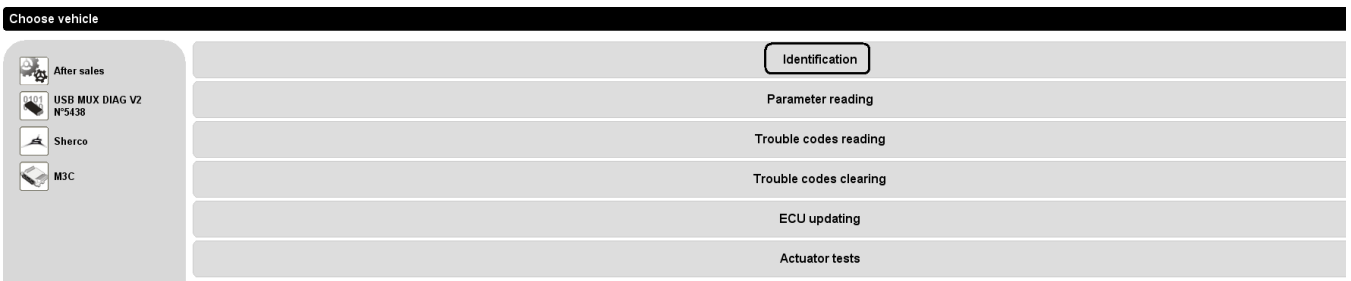 Choose vehicle
After sales
USB MUX DIAG V2
N°5438
Sherco
M3C
Identification
Parameter reading
Trouble codes reading
Trouble codes clearing
ECU updating
Actuator tests